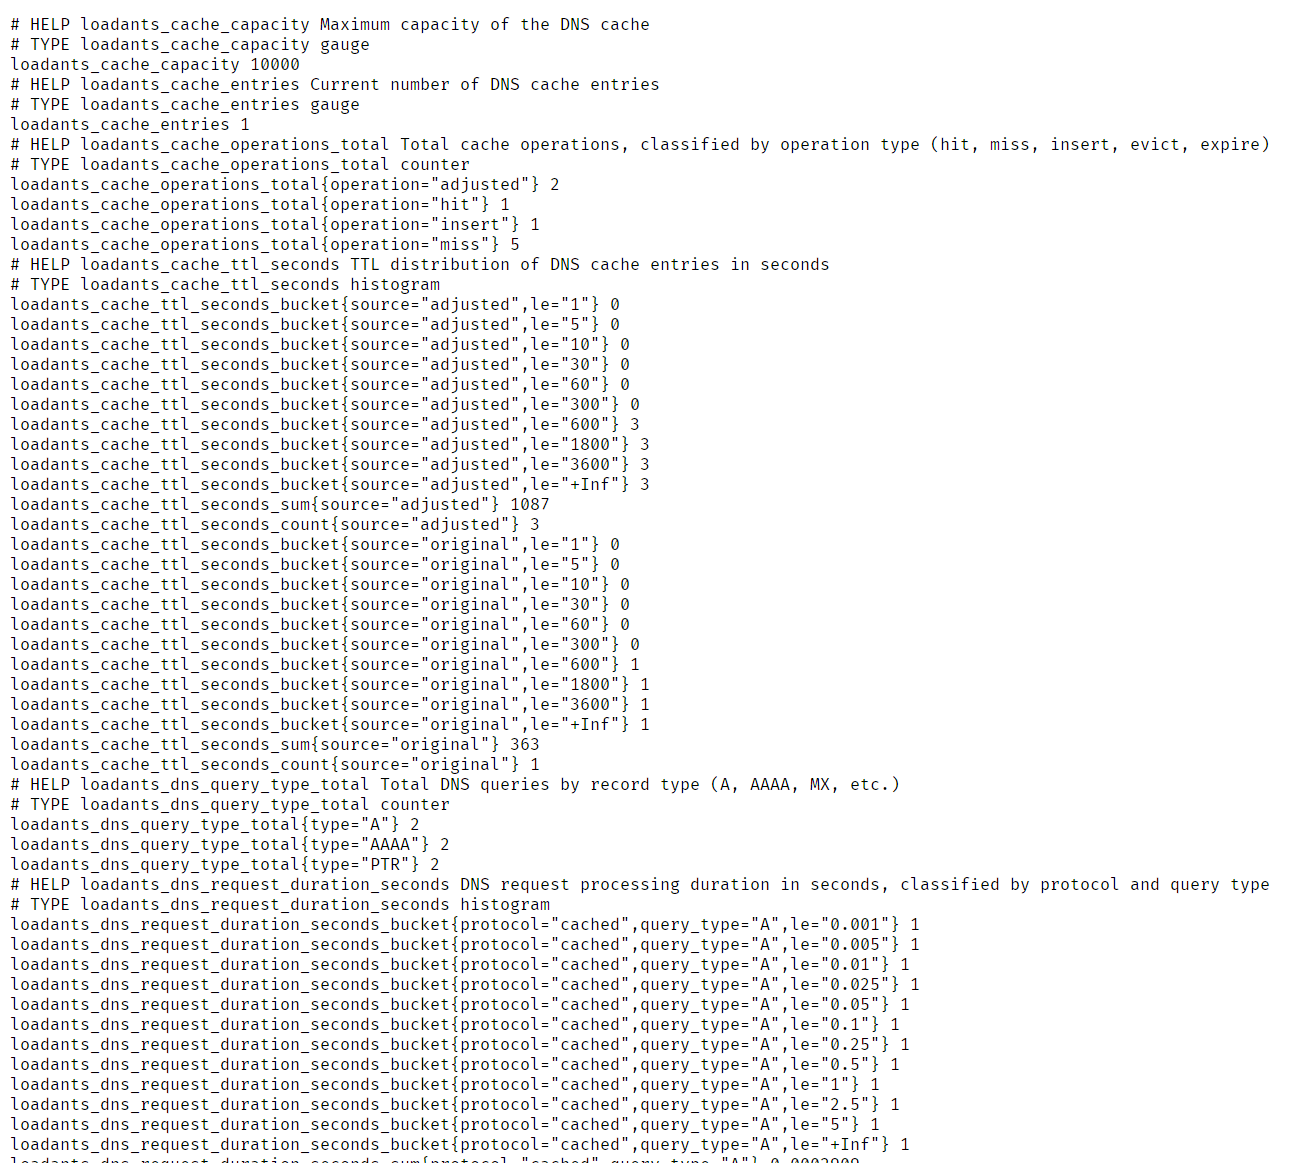 # HELP loadants_cache_capacity Maximum capacity of the DNS cache
# TYPE loadants_cache_capacity gauge
loadants_cache_capacity 10000
# HELP loadants_cache_entries Current number of DNS cache entries
# TYPE loadants_cache_entries gauge
loadants_cache_entries 1
# HELP loadants_cache_operations_total Total cache operations, classified by operation type (hit, miss, insert, evict, expire)
# TYPE loadants_cache_operations_total counter
loadants_cache_operations_total{operation="adjusted"} 2
loadants_cache_operations_total{operation="hit"} 1
loadants_cache_operations_total{operation="insert"} 1
loadants_cache_operations_total{operation="miss"} 5
# HELP loadants_cache_ttl_seconds TTL distribution of DNS cache entries in seconds
# TYPE loadants_cache_ttl_seconds histogram
loadants_cache_ttl_seconds_bucket{source="adjusted",le="1"} 0
loadants_cache_ttl_seconds_bucket{source="adjusted",le="5"} 0
loadants_cache_ttl_seconds_bucket{source="adjusted",le="10"} 0
loadants_cache_ttl_seconds_bucket{source="adjusted",le="30"} 0
loadants_cache_ttl_seconds_bucket{source="adjusted",le="60"} 0
loadants_cache_ttl_seconds_bucket{source="adjusted",le="300"} 0
loadants_cache_ttl_seconds_bucket{source="adjusted",le="600"} 3
loadants_cache_ttl_seconds_bucket{source="adjusted",le="1800"} 3
loadants_cache_ttl_seconds_bucket{source="adjusted",le="3600"} 3
loadants_cache_ttl_seconds_bucket{source="adjusted",le="+Inf"} 3
loadants_cache_ttl_seconds_sum{source="adjusted"} 1087
loadants_cache_ttl_seconds_count{source="adjusted"} 3
loadants_cache_ttl_seconds_bucket{source="original",le="1"} 0
loadants_cache_ttl_seconds_bucket{source="original",le="5"} 0
loadants_cache_ttl_seconds_bucket{source="original",le="10"} 0
loadants_cache_ttl_seconds_bucket{source="original",le="30"} 0
loadants_cache_ttl_seconds_bucket{source="original",le="60"} 0
loadants_cache_ttl_seconds_bucket{source="original",le="300"} 0
loadants_cache_ttl_seconds_bucket{source="original",le="600"} 1
loadants_cache_ttl_seconds_bucket{source="original",le="1800"} 1
loadants_cache_ttl_seconds_bucket{source="original",le="3600"} 1
loadants_cache_ttl_seconds_bucket{source="original",le="+Inf"} 1
loadants_cache_ttl_seconds_sum{source="original"} 363
loadants_cache_ttl_seconds_count{source="original"} 1
# HELP loadants_dns_query_type_total Total DNS queries by record type (A, AAAA, MX, etc.)
# TYPE loadants_dns_query_type_total counter
loadants_dns_query_type_total{type="A"} 2
loadants_dns_query_type_total{type="AAAA"} 2
loadants_dns_query_type_total{type="PTR"} 2
# HELP loadants_dns_request_duration_seconds DNS request processing duration in seconds, classified by protocol and query type
# TYPE loadants_dns_request_duration_seconds histogram
loadants_dns_request_duration_seconds_bucket{protocol="cached",query_type="A",le="0.001"} 1
loadants_dns_request_duration_seconds_bucket{protocol="cached",query_type="A",le="0.005"} 1
loadants_dns_request_duration_seconds_bucket{protocol="cached",query_type="A",le="0.01"} 1
loadants_dns_request_duration_seconds_bucket{protocol="cached",query_type="A",le="0.025"} 1
loadants_dns_request_duration_seconds_bucket{protocol="cached",query_type="A",le="0.05"} 1
loadants_dns_request_duration_seconds_bucket{protocol="cached",query_type="A",le="0.1"} 1
loadants_dns_request_duration_seconds_bucket{protocol="cached",query_type="A",le="0.25"} 1
loadants_dns_request_duration_seconds_bucket{protocol="cached",query_type="A",le="0.5"} 1
loadants_dns_request_duration_seconds_bucket{protocol="cached",query_type="A",le="1"} 1
loadants_dns_request_duration_seconds_bucket{protocol="cached",query_type="A",le="2.5"} 1
loadants_dns_request_duration_seconds_bucket{protocol="cached",query_type="A",le="5"} 1
loadants_dns_request_duration_seconds_bucket{protocol="cached",query_type="A",le="+Inf"} 1